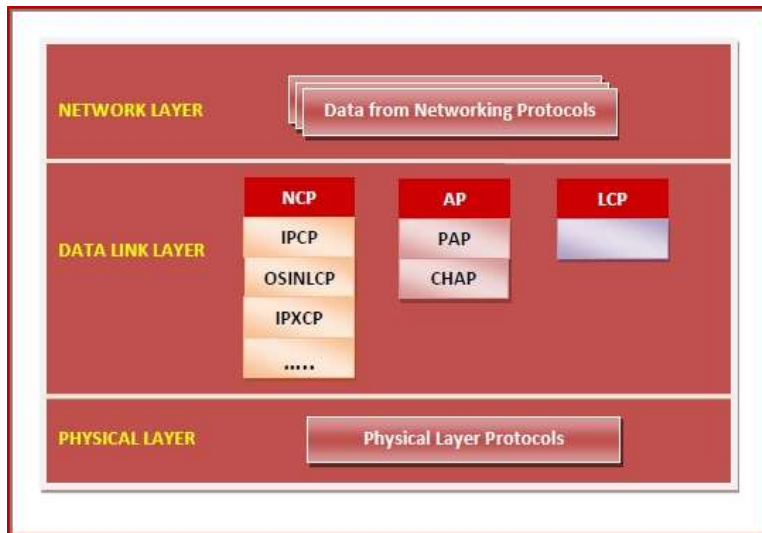 NETWORK LAYER
Data from Networking Protocols
DATA LINK LAYER
NCP
IPCP
OSINLCP
IPXCP
.....
AP
PAP
CHAP
LCP
PHYSICAL LAYER
Physical Layer Protocols